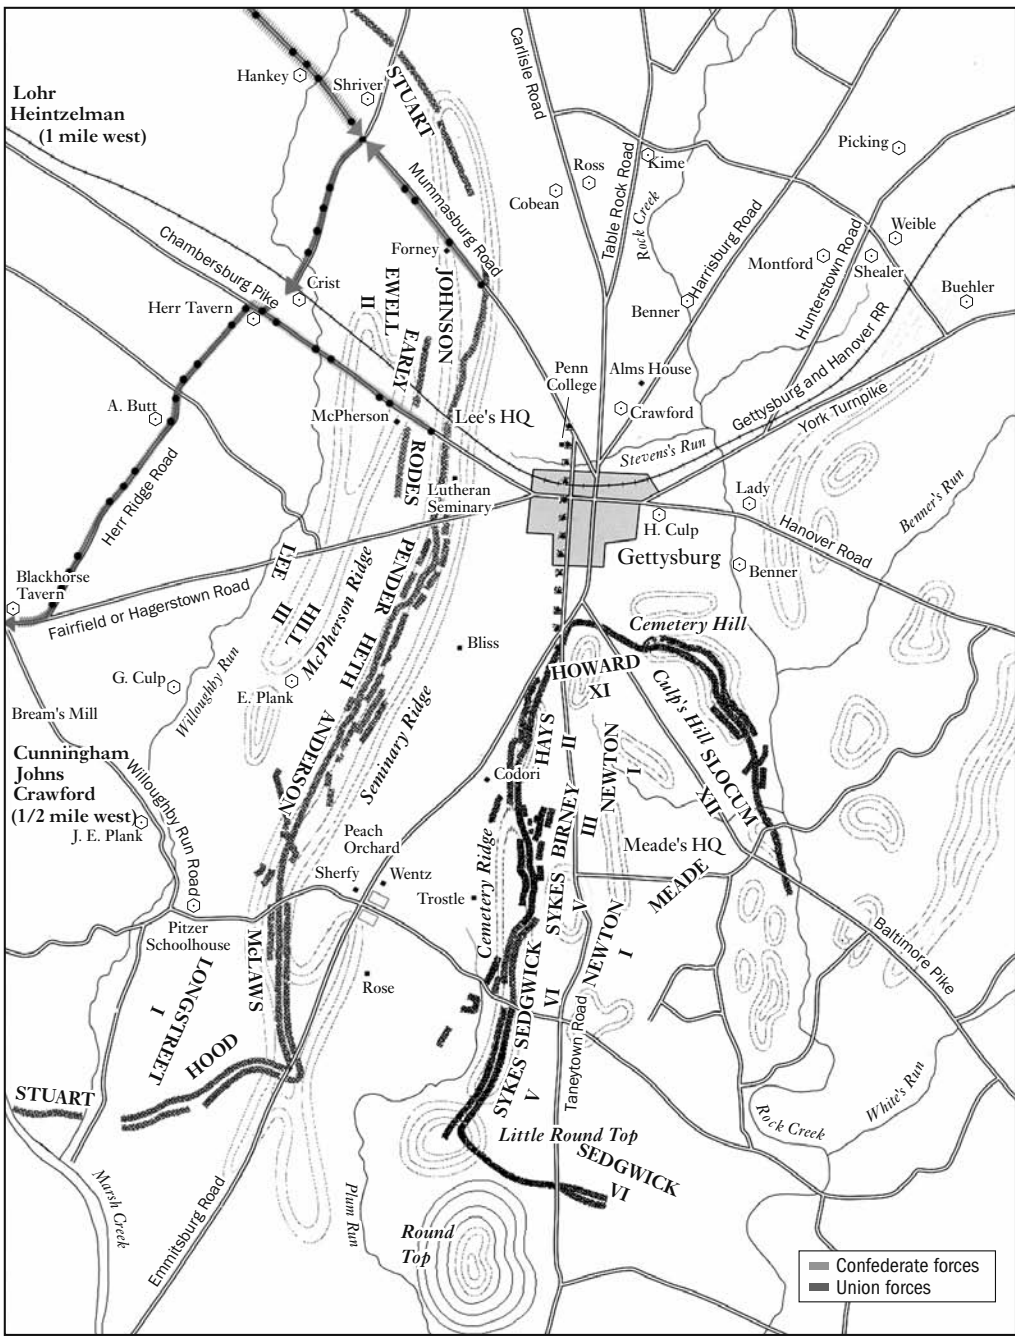 Hankey
Shriver
STUART
Carlisle Road
Lohr
Heintzelman
(1 mile west)
Kime
Picking
Ross
Cobean
Table Rock Road
Rock Creek
Mummasburg Road
Harrisburg Road
Weible
Chambersburg Pike
Forney
Montford
Shealer
Hunterstown Road
Crist
EWELL
II
JOHNSON
Buehler
Herr Tavern
Benner
EARLY
Gettysburg and Hanover RR
Penn
College
Alms House
A. Butt
McPherson
Lee's HQ
Crawford
York Turnpike
Stevens's Run
RODES
Herr Ridge Road
Lutheran
Seminary
Lady
Benner's Run
H. Culp
Hanover Road
Gettysburg
PENDER
LEE
III
HILL
McPherson Ridge
Blackhorse
Tavern
Benner
Fairfield or Hagerstown Road
Cemetery Hill
HETH
Bliss
HOWARD
XI
G. Culp
Willoughby Run
E. Plank
Culp's Hill
Bream's Mill
Seminary Ridge
ANDERSON
HAYS
II
NEWTON
I
SLOCUM
XII
Cunningham
Johns
Crawford
(1/2 mile west)
Willoughby Run Road
J. E. Plank
Codori
BIRNEY
III
Peach
Orchard
Meade's HQ
Sherfy
Wentz
Trostle
Cemetery Ridge
SYKES
V
MEADE
Pitzer
Schoolhouse
McLAWS
NEWTON
I
Baltimore Pike
LONGSTREET
I
Rose
SEDGWICK
VI
HOOD
SYKES
V
Taneytown Road
STUART
Little Round Top
SEDGWICK
VI
Rock Creek
White's Run
Marsh Creek
Emmitsburg Road
Plum Run
Round
Top
Confederate forces
Union forces